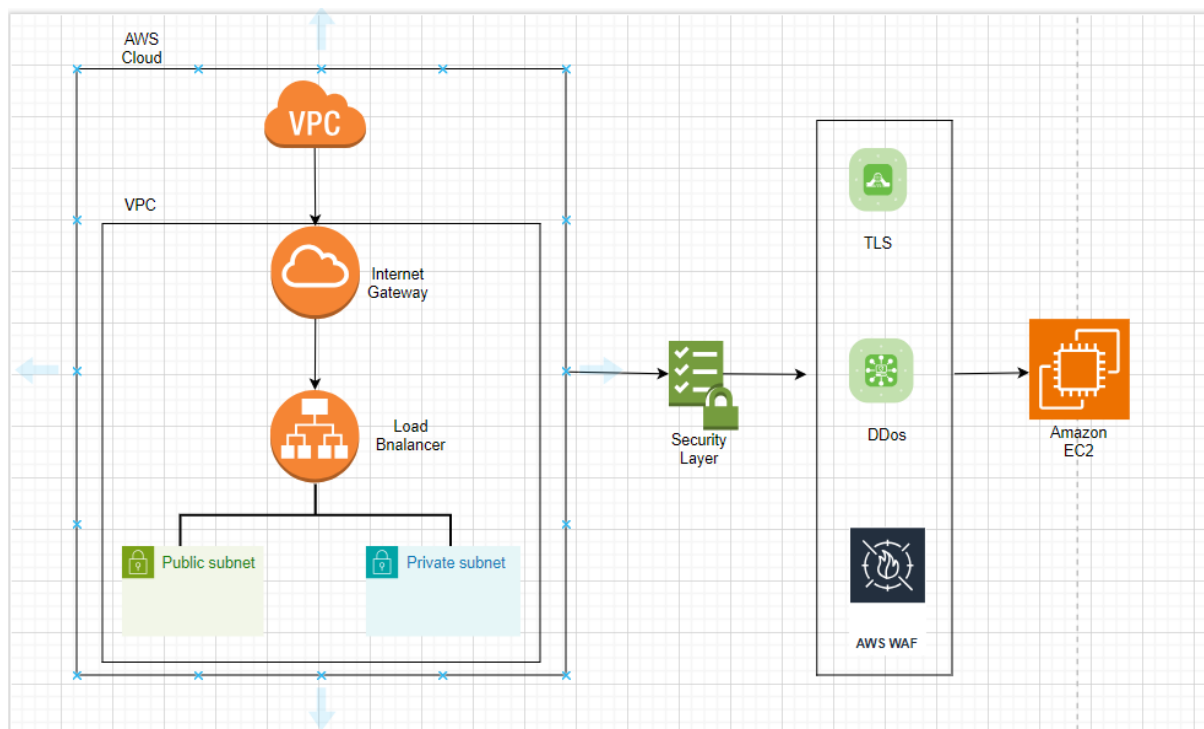 AWS
Cloud
VPC
VPC
Internet
Gateway
Load
Bnalancer
Public subnet
Private subnet
Security
Layer
TLS
DDos
AWS WAF
Amazon
EC2